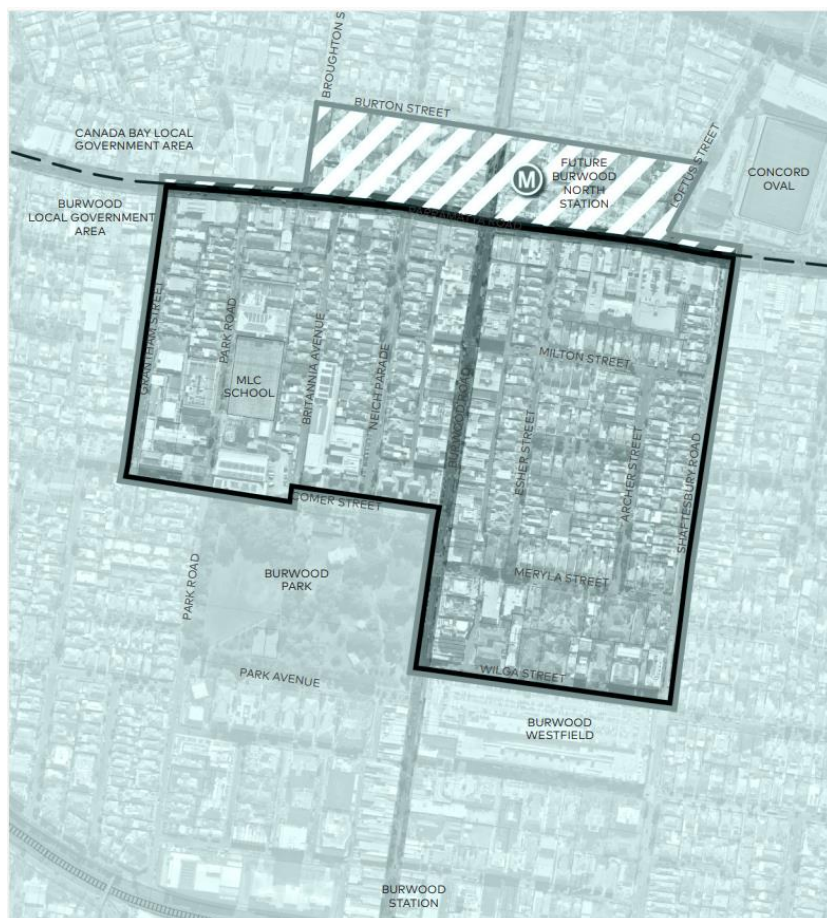 BROUGHTON S
BURTON STREET
CANADA BAY LOCAL
GOVERNMENT AREA
LOFTUS STREET
M
FUTURE
BURWOOD
NORTH
STATION
CONCORD
OVAL
BURWOOD
LOCAL GOVERNMENT
AREA
PARRAMATTA ROAD
GRANTHAM STREET
PARK ROAD
MLC
SCHOOL
BRITANNIA AVENUE
NEICH PARADE
BURWOOD ROAD
MILTON STREET
ESHER STREET
ARCHER STREET
SHAFTESBURY ROAD
COMER STREET
BURWOOD
PARK
MERYLA STREET
PARK ROAD
PARK AVENUE
WILGA STREET
BURWOOD
WESTFIELD
BURWOOD
STATION